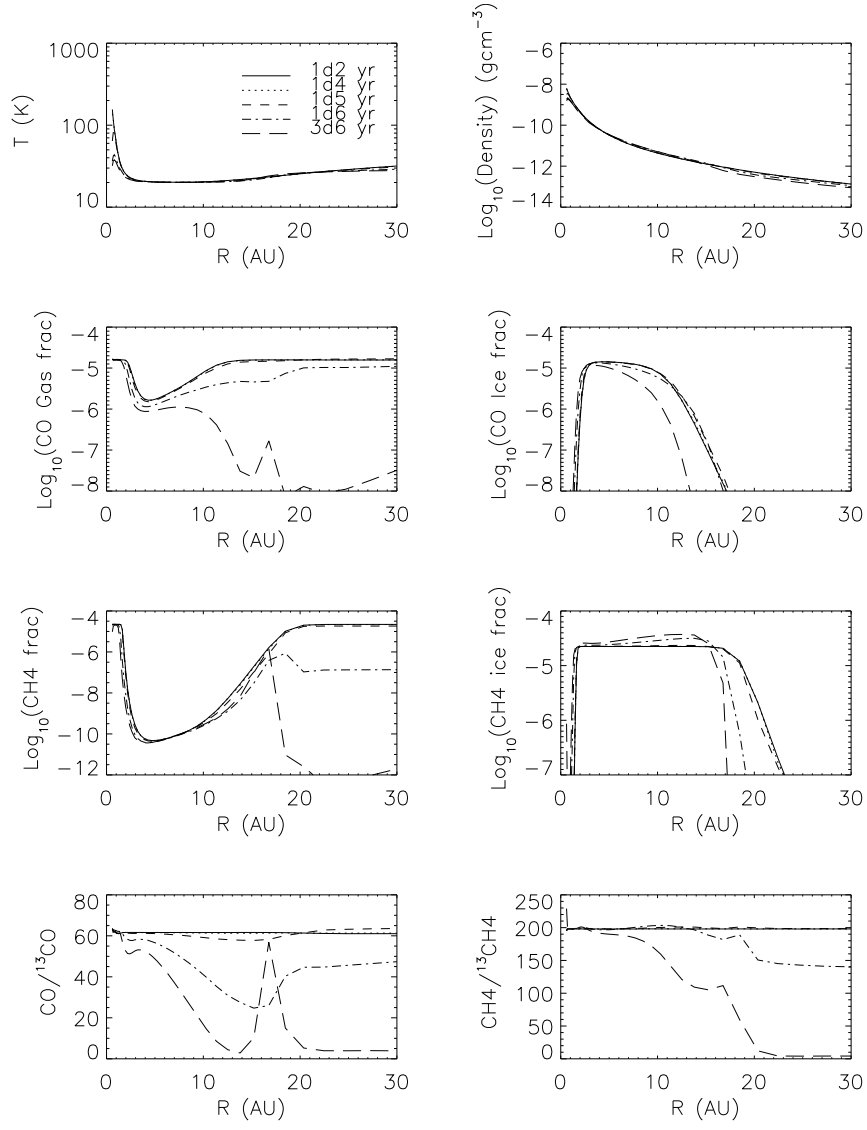 T (K)
1000
100
10
0 10 20 30
R (AU)
1d2 yr
1d4 yr
1d5 yr
1d6 yr
3d6 yr
Log10(Density) (gcm−3)
−6
−8
−10
−12
−14
0 10 20 30
R (AU)
Log10(CO Gas frac)
−4
−5
−6
−7
−8
0 10 20 30
R (AU)
Log10(CO Ice frac)
−4
−5
−6
−7
−8
0 10 20 30
R (AU)
Log10(CH4 frac)
−4
−6
−8
−10
−12
0 10 20 30
R (AU)
Log10(CH4 ice frac)
−4
−5
−6
−7
0 10 20 30
R (AU)
CO/13CO
80
60
40
20
0
0 10 20 30
R (AU)
CH4/13CH4
250
200
150
100
50
0
0 10 20 30
R (AU)